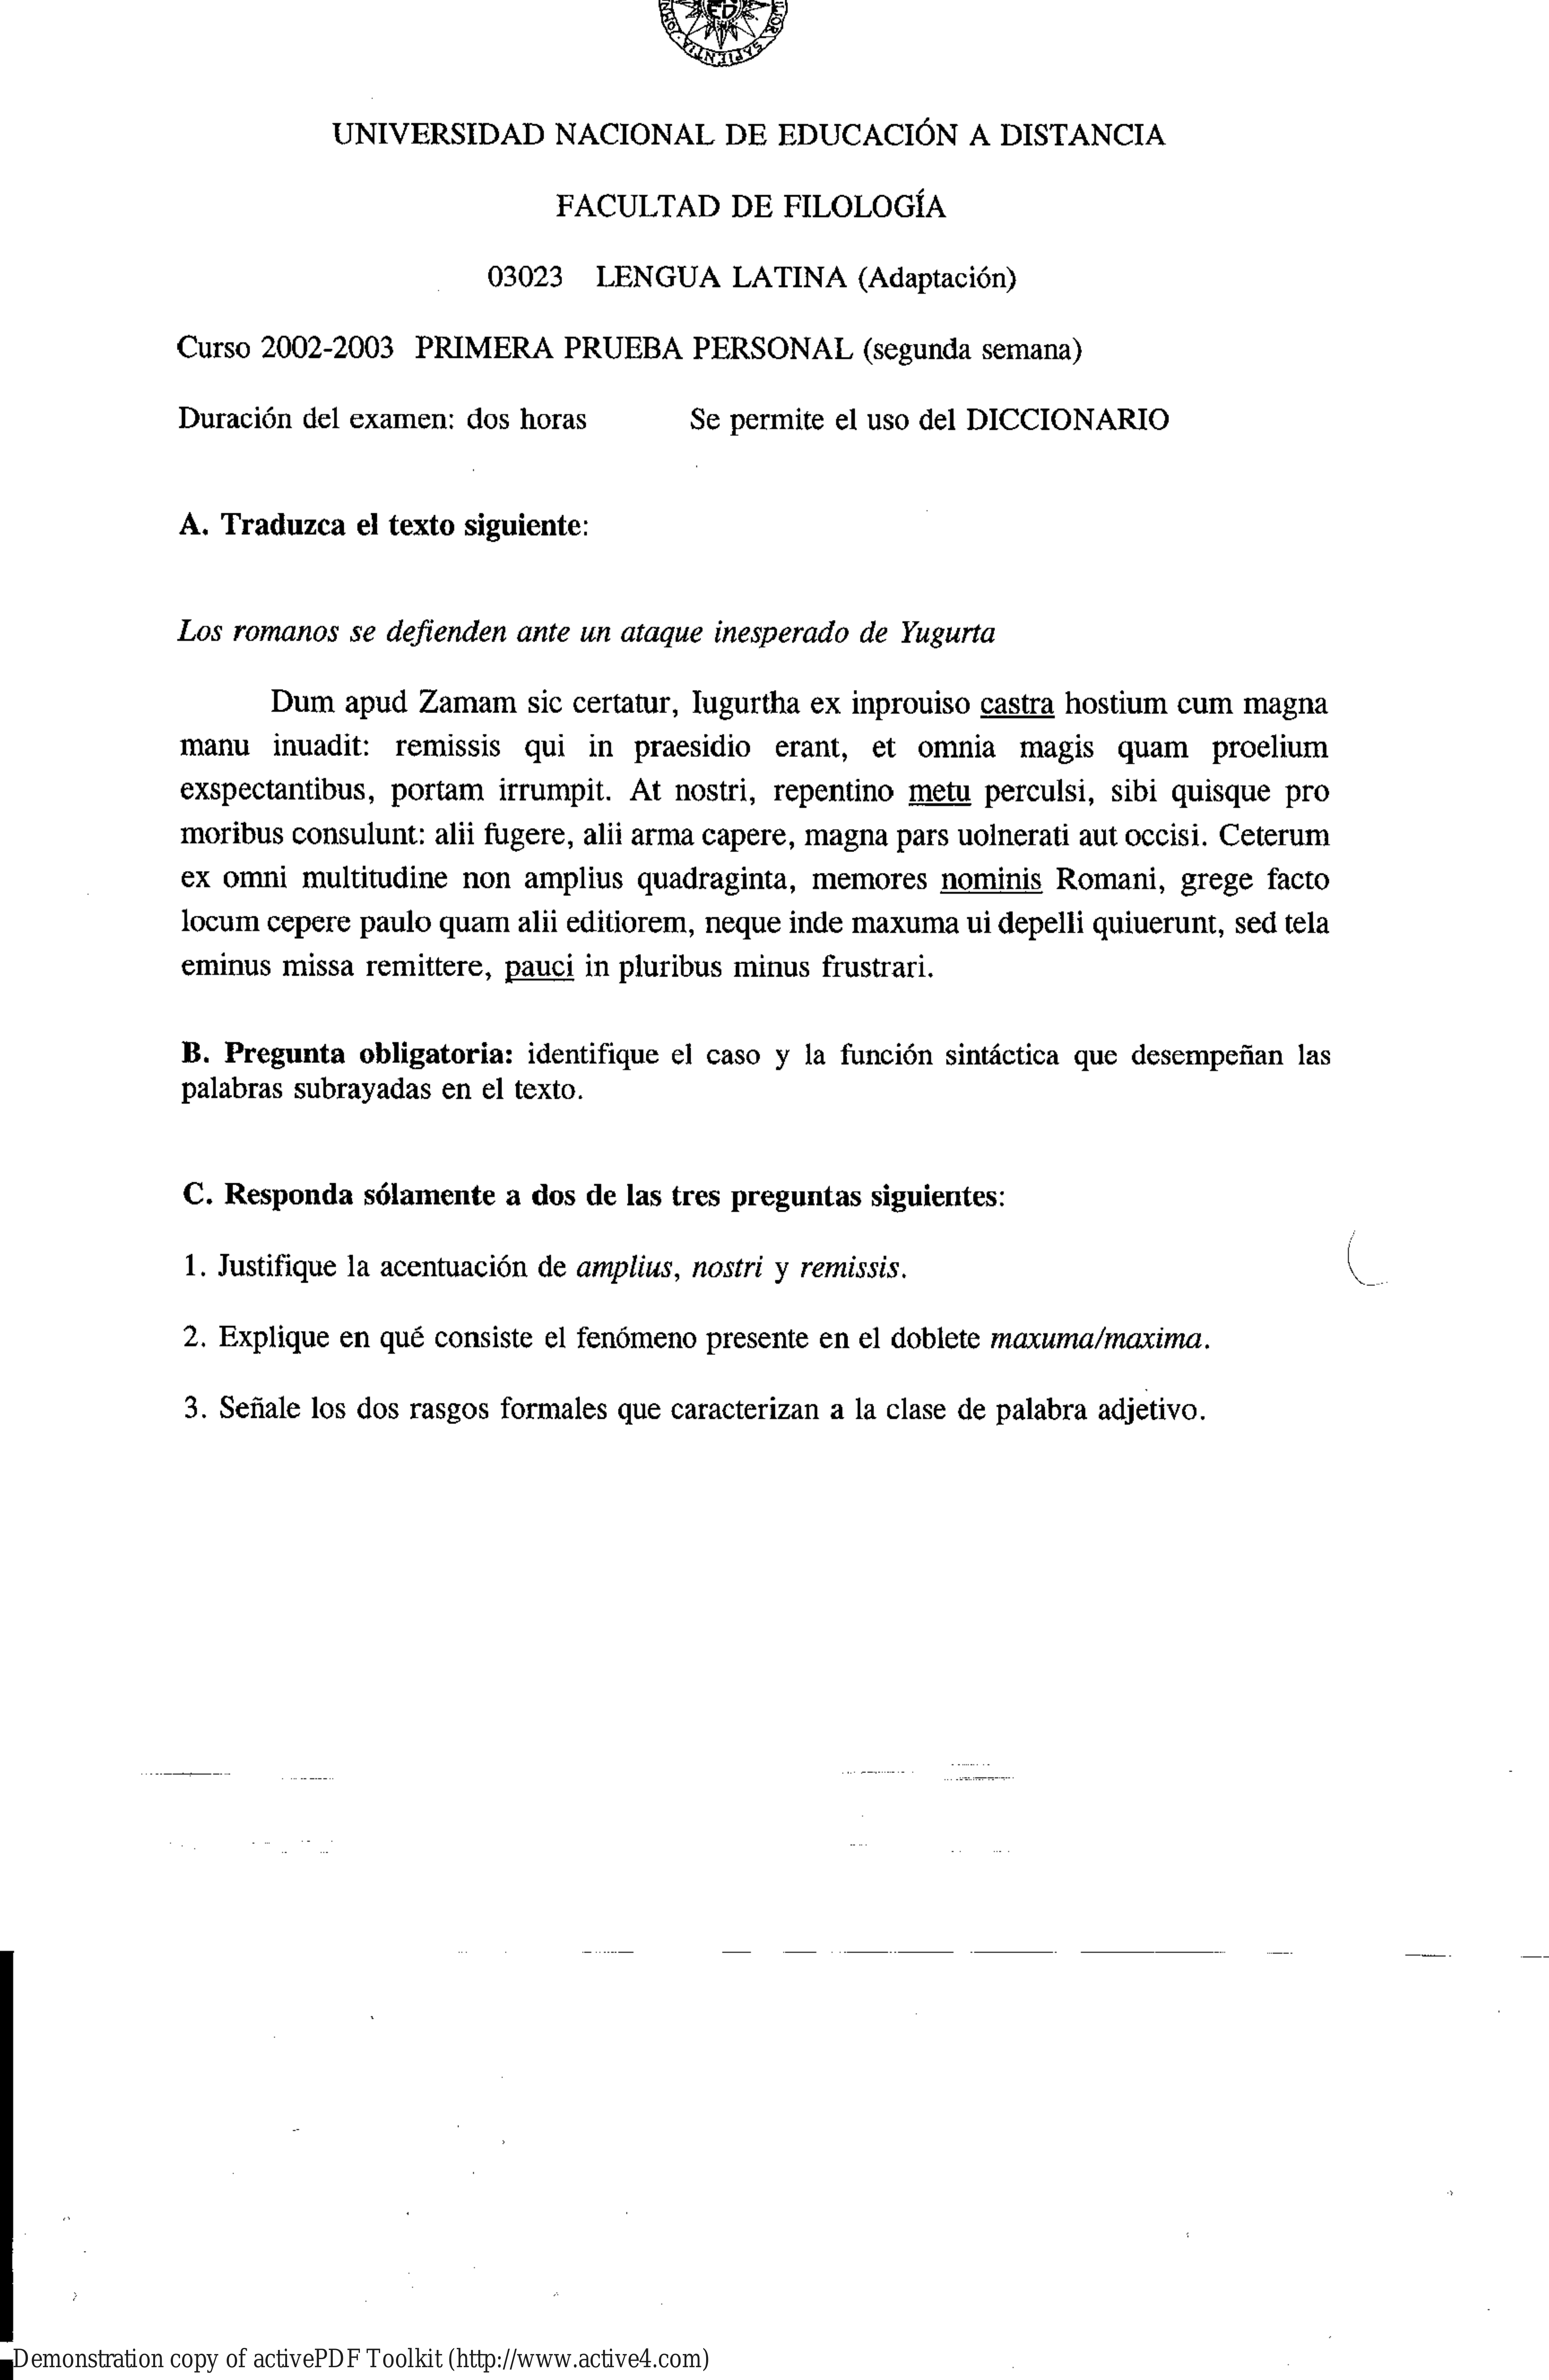 UNIVERSIDAD NACIONAL DE EDUCACIÓN A DISTANCIA
FACULTAD DE FILOLOGÍA
03023 LENGUA LATINA (Adaptación)
Curso 2002-2003 PRIMERA PRUEBA PERSONAL (segunda semana)
Duración del examen: dos horas Se permite el uso del DICCIONARIO
A. Traduzca el texto siguiente:
Los romanos se defienden ante un ataque inesperado de Yugurta
Dum apud Zamam sic certatur, Iugurtha ex inprouiso castra hostium cum magna
manu inuadit: remissis qui in praesidio erant, et omnia magis quam proelium
exspectantibus, portam irrumpit. At nostri, repentino metu perculsi, sibi quisque pro
moribus consulunt: alii fugere, alii arma capere, magna pars uolnerati aut occisi. Ceterum
ex omni multitudine non amplius quadraginta, memores nominis Romani, grege facto
locum cepere paulo quam alii editiorem, neque inde maxuma ui depelli quiuerunt, sed tela
eminus missa remittere, pauci in pluribus minus frustrari.
B. Pregunta obligatoria: identifique el caso y la función sintáctica que desempeñan las
palabras subrayadas en el texto.
C. Responda sólamente a dos de las tres preguntas siguientes:
1. Justifique la acentuación de amplius, nostri y remissis.
2. Explique en qué consiste el fenómeno presente en el doblete maxuma/maxima.
3. Señale los dos rasgos formales que caracterizan a la clase de palabra adjetivo.
Demonstration copy of activePDF Toolkit (http://www.active4.com)